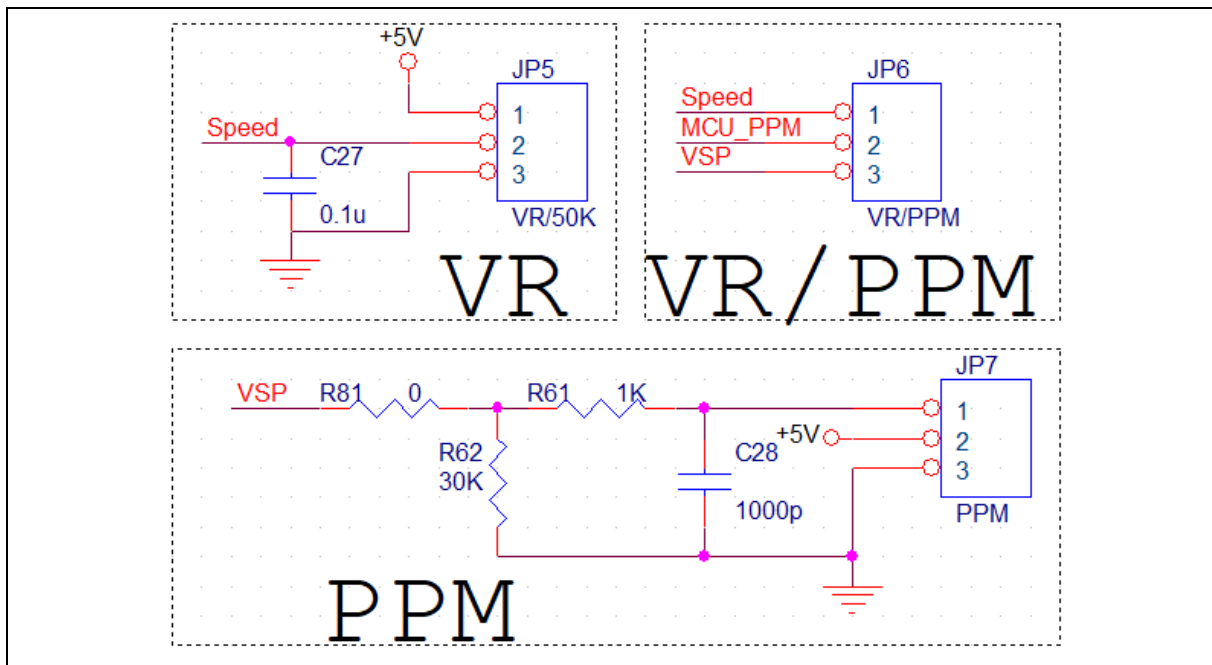 +5V
JP5
1
Speed
2
C27
3
0.1u
VR/50K
VR
JP6
Speed
1
MCU_PPM
2
VSP
3
VR/PPM
VR/PPM
JP7
VSP
R81
0
R61
1K
1
+5V
2
R62
30K
C28
3
1000p
PPM
PPM